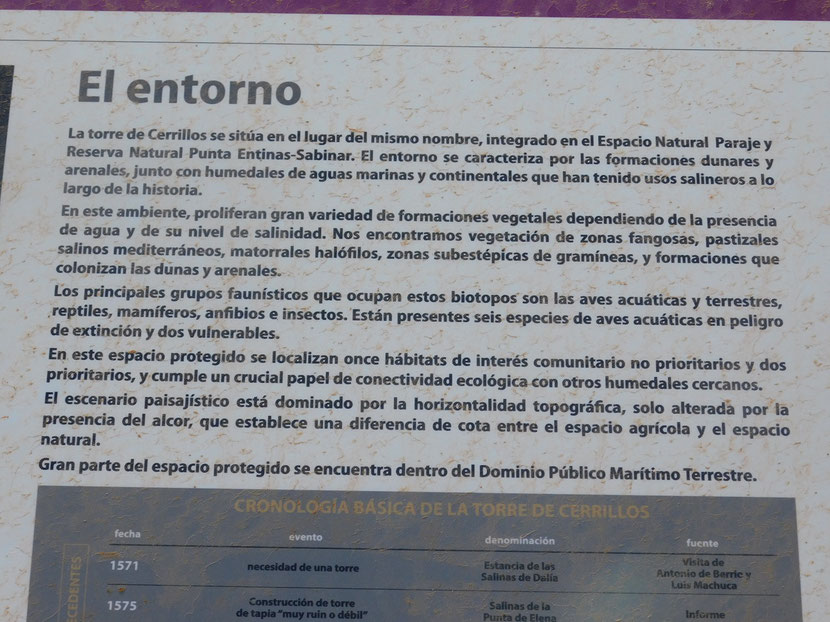 El entorno
La torre de Cerrillos se sitúa en el lugar del mismo nombre, integrado en el Espacio Natural Paraje y
Reserva Natural Punta Entinas-Sabinar. El entorno se caracteriza por las formaciones dunares y
arenales, junto con humedales de aguas marinas y continentales que han tenido usos salineros a lo
largo de la historia.
En este ambiente, proliferan gran variedad de formaciones vegetales dependiendo de la presencia
de agua y de su nivel de salinidad. Nos encontramos vegetación de zonas fangosas, pastizales
salinos mediterráneos, matorrales halófilos, zonas subestépicas de gramíneas, y formaciones que
colonizan las dunas y arenales.
Los principales grupos faunísticos que ocupan estos biotopos son las aves acuáticas y terrestres,
reptiles, mamíferos, anfibios e insectos. Están presentes seis especies de aves acuáticas en peligro
de extinción y dos vulnerables.
En este espacio protegido se localizan once hábitats de interés comunitario no prioritarios y dos
prioritarios, y cumple un crucial papel de conectividad ecológica con otros humedales cercanos.
El escenario paisajístico está dominado por la horizontalidad topográfica, solo alterada por la
presencia del alcor, que establece una diferencia de cota entre el espacio agrícola y el espacio
natural.
Gran parte del espacio protegido se encuentra dentro del Dominio Público Marítimo Terrestre.
CRONOLOGÍA BÁSICA DE LA TORRE DE CERRILLOS
fecha evento denominación fuente
1571 necesidad de una torre Estancia de las Salinas de Dalía Visita de Antonio de Berrio y Luis Machuca
1575 Construcción de torre de tapia "muy ruin o débil" Salinas de la Punta de Elena Informe